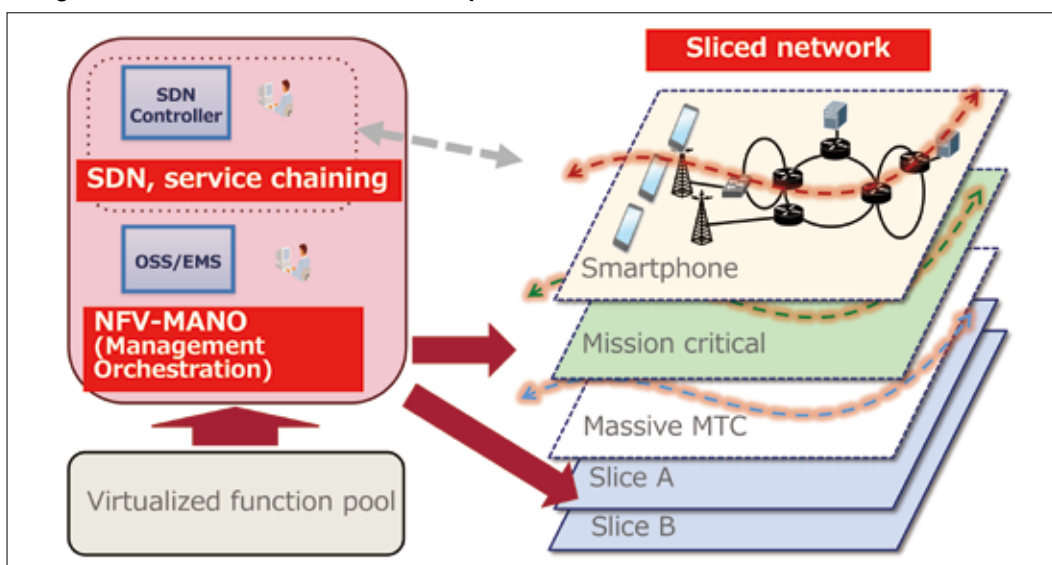 SDN
Controller
SDN, service chaining
OSS/EMS
NFV-MANO
(Management
Orchestration)
Virtualized function pool
Sliced network
Smartphone
Mission critical
Massive MTC
Slice A
Slice B